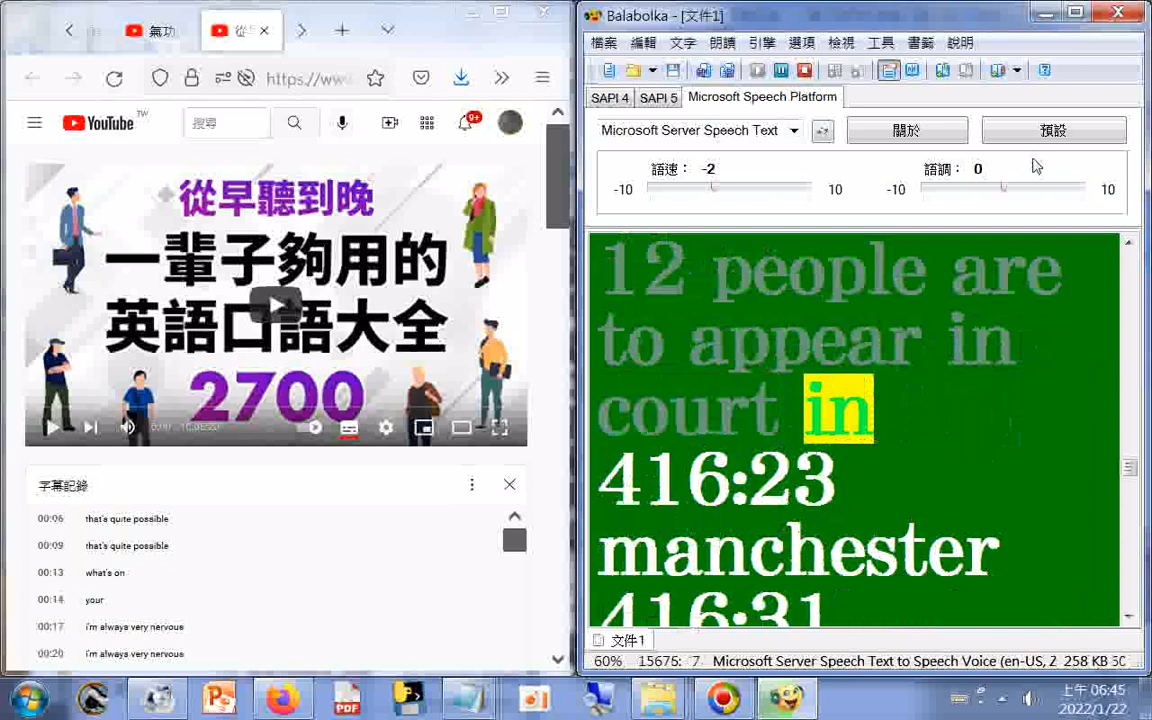 氣功
從
https://www
YouTube TW
搜尋
9+
從早聽到晚
一輩子夠用的
英語口語大全
2700
字幕記錄
00:06 that's quite possible
00:09 that's quite possible
00:13 what's on
00:14 your
00:17 i'm always very nervous
00:20 i'm always very nervous
Balabolka - [文件1]
檔案 編輯 文字 朗讀 引擎 選項 檢視 工具 書籤 說明
SAPI 4 SAPI 5 Microsoft Speech Platform
Microsoft Server Speech Text 關於 預設
語速： -2 語調： 0
-10 10 -10 10
12 people are
to appear in
court in
416:23
manchester
416:31
文件1
60% 15675: 7 Microsoft Server Speech Text to Speech Voice (en-US, 2 258 KB
PDF
上午 06:45
2022/1/22